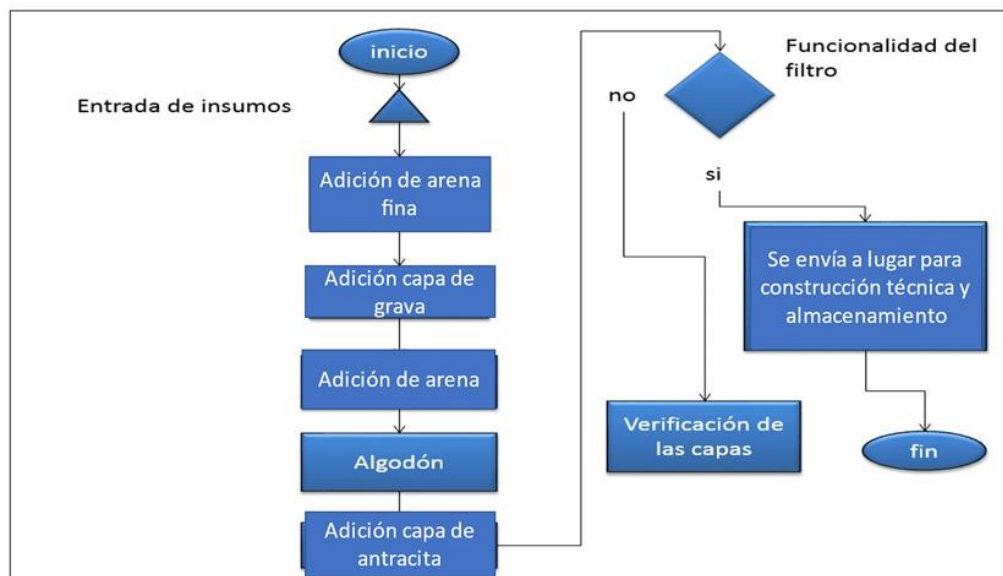 inicio
Entrada de insumos
Adición de arena
fina
Adición capa de
grava
Adición de arena
Algodón
Adición capa de
antracita
Funcionalidad del
filtro
no
si
Se envía a lugar para
construcción técnica y
almacenamiento
Verificación de
las capas
fin